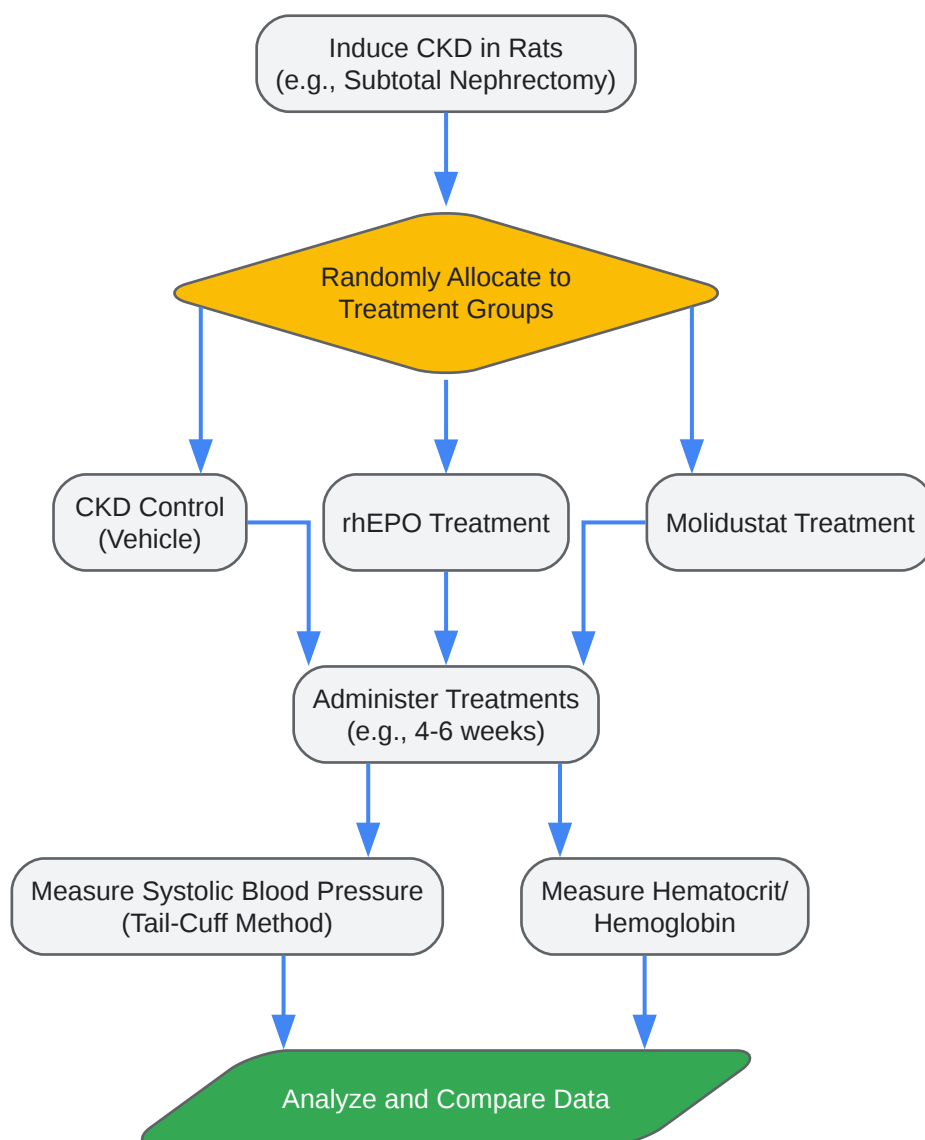 Induce CKD in Rats
(e.g., Subtotal Nephrectomy)
Randomly Allocate to
Treatment Groups
CKD Control
(Vehicle)
rhEPO Treatment
Molidustat Treatment
Administer Treatments
(e.g., 4-6 weeks)
Measure Systolic Blood Pressure
(Tail-Cuff Method)
Measure Hematocrit/
Hemoglobin
Analyze and Compare Data